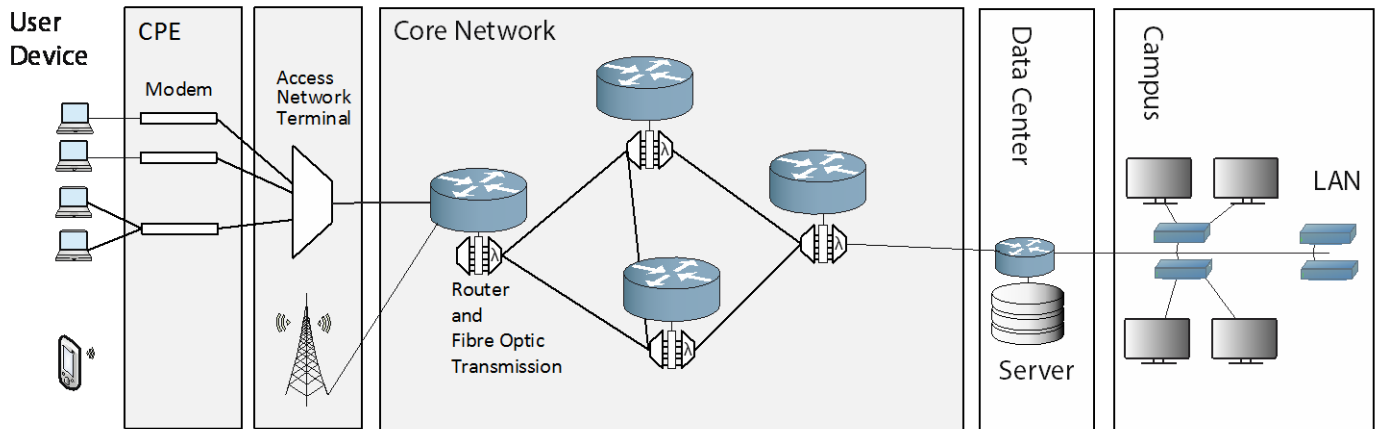 User
Device
CPE
Modem
Access
Network
Terminal
Core Network
λ
λ
λ
λ
Router
and
Fibre Optic
Transmission
Data Center
Server
Campus
LAN